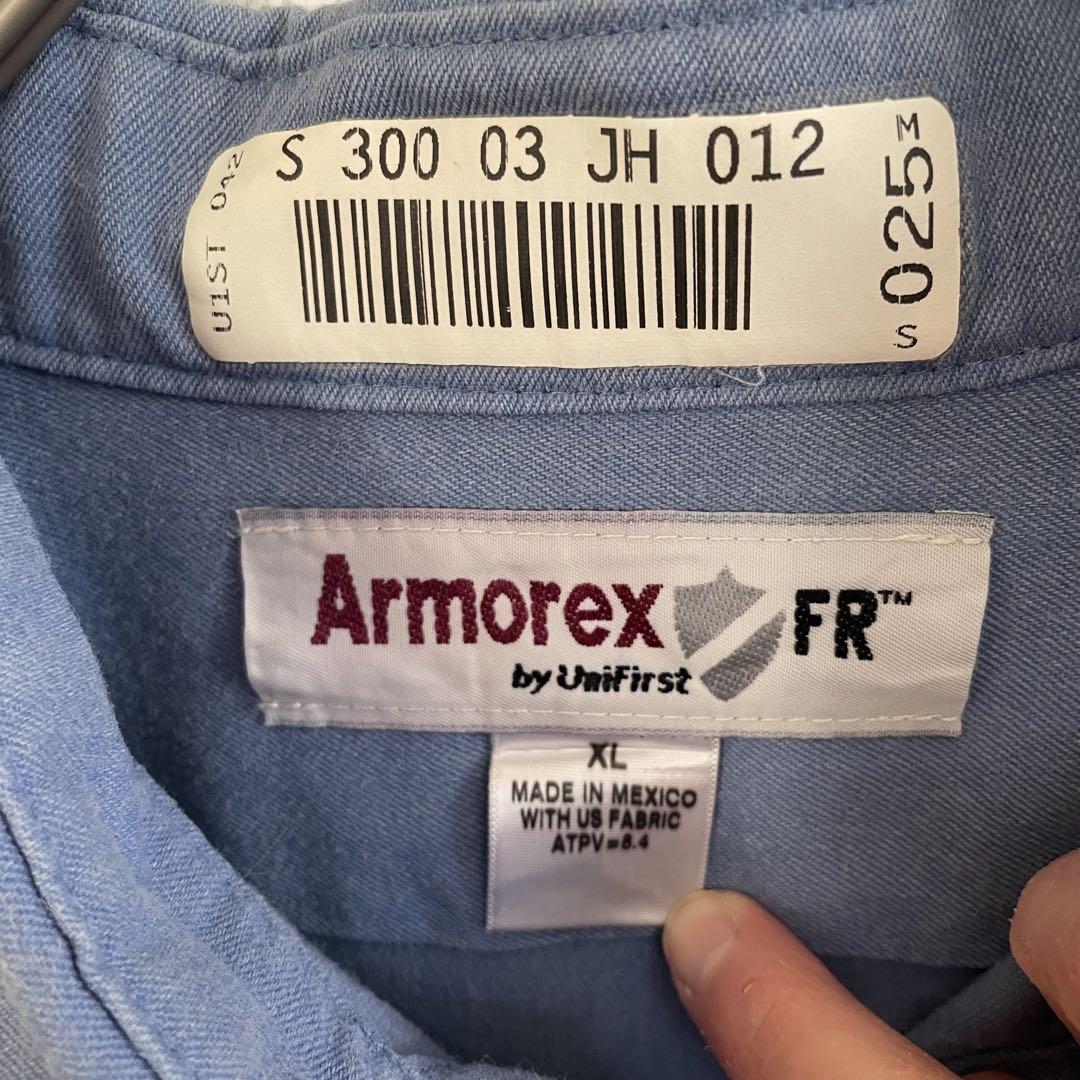 S 300 03 JH 012
U1ST 042
M
025
S
Armorex FR™
by UniFirst
XL
MADE IN MEXICO
WITH US FABRIC
ATPV=8.4